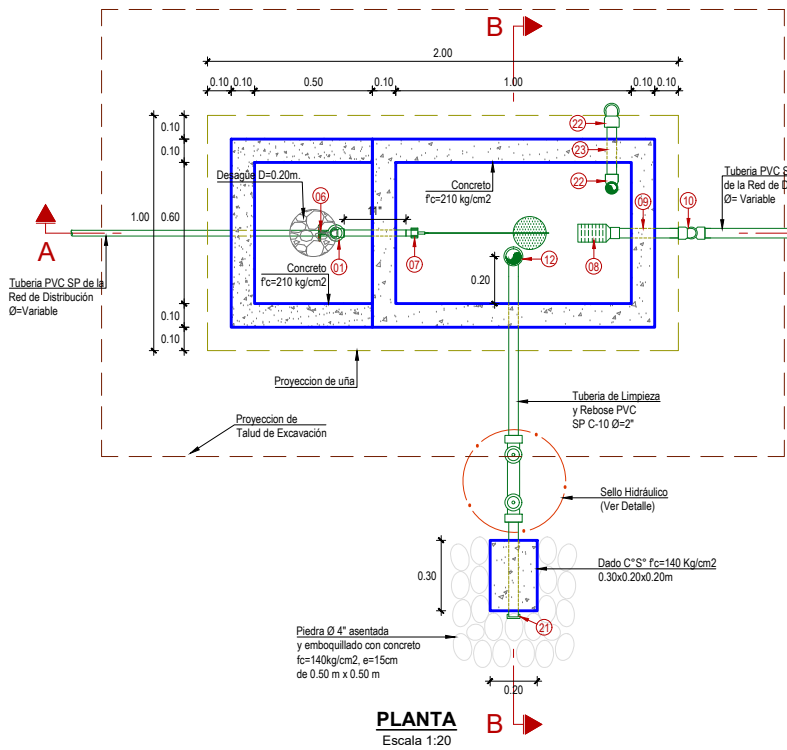 B
2.00
0.10
0.10
0.50
0.10
1.00
0.10
0.10
0.10
0.10
0.60
1.00
0.10
0.10
22
23
22
Desagüe D=0.20m.
06
Concreto
f'c=210 kg/cm2
Tuberia PVC S
de la Red de D
Ø= Variable
09
10
1"
A
01
07
08
12
0.20
Concreto
f'c=210 kg/cm2
Tuberia PVC SP de la
Red de Distribución
Ø=Variable
Proyeccion de uña
Proyeccion de
Talud de Excavación
Tuberia de Limpieza
y Rebose PVC
SP C-10 Ø=2"
Sello Hidráulico
(Ver Detalle)
Dado C°S° f'c=140 Kg/cm2
0.30x0.20x0.20m
0.30
21
Piedra Ø 4" asentada
y emboquillado con concreto
fc=140kg/cm2, e=15cm
de 0.50 m x 0.50 m
0.20
PLANTA
Escala 1:20
B